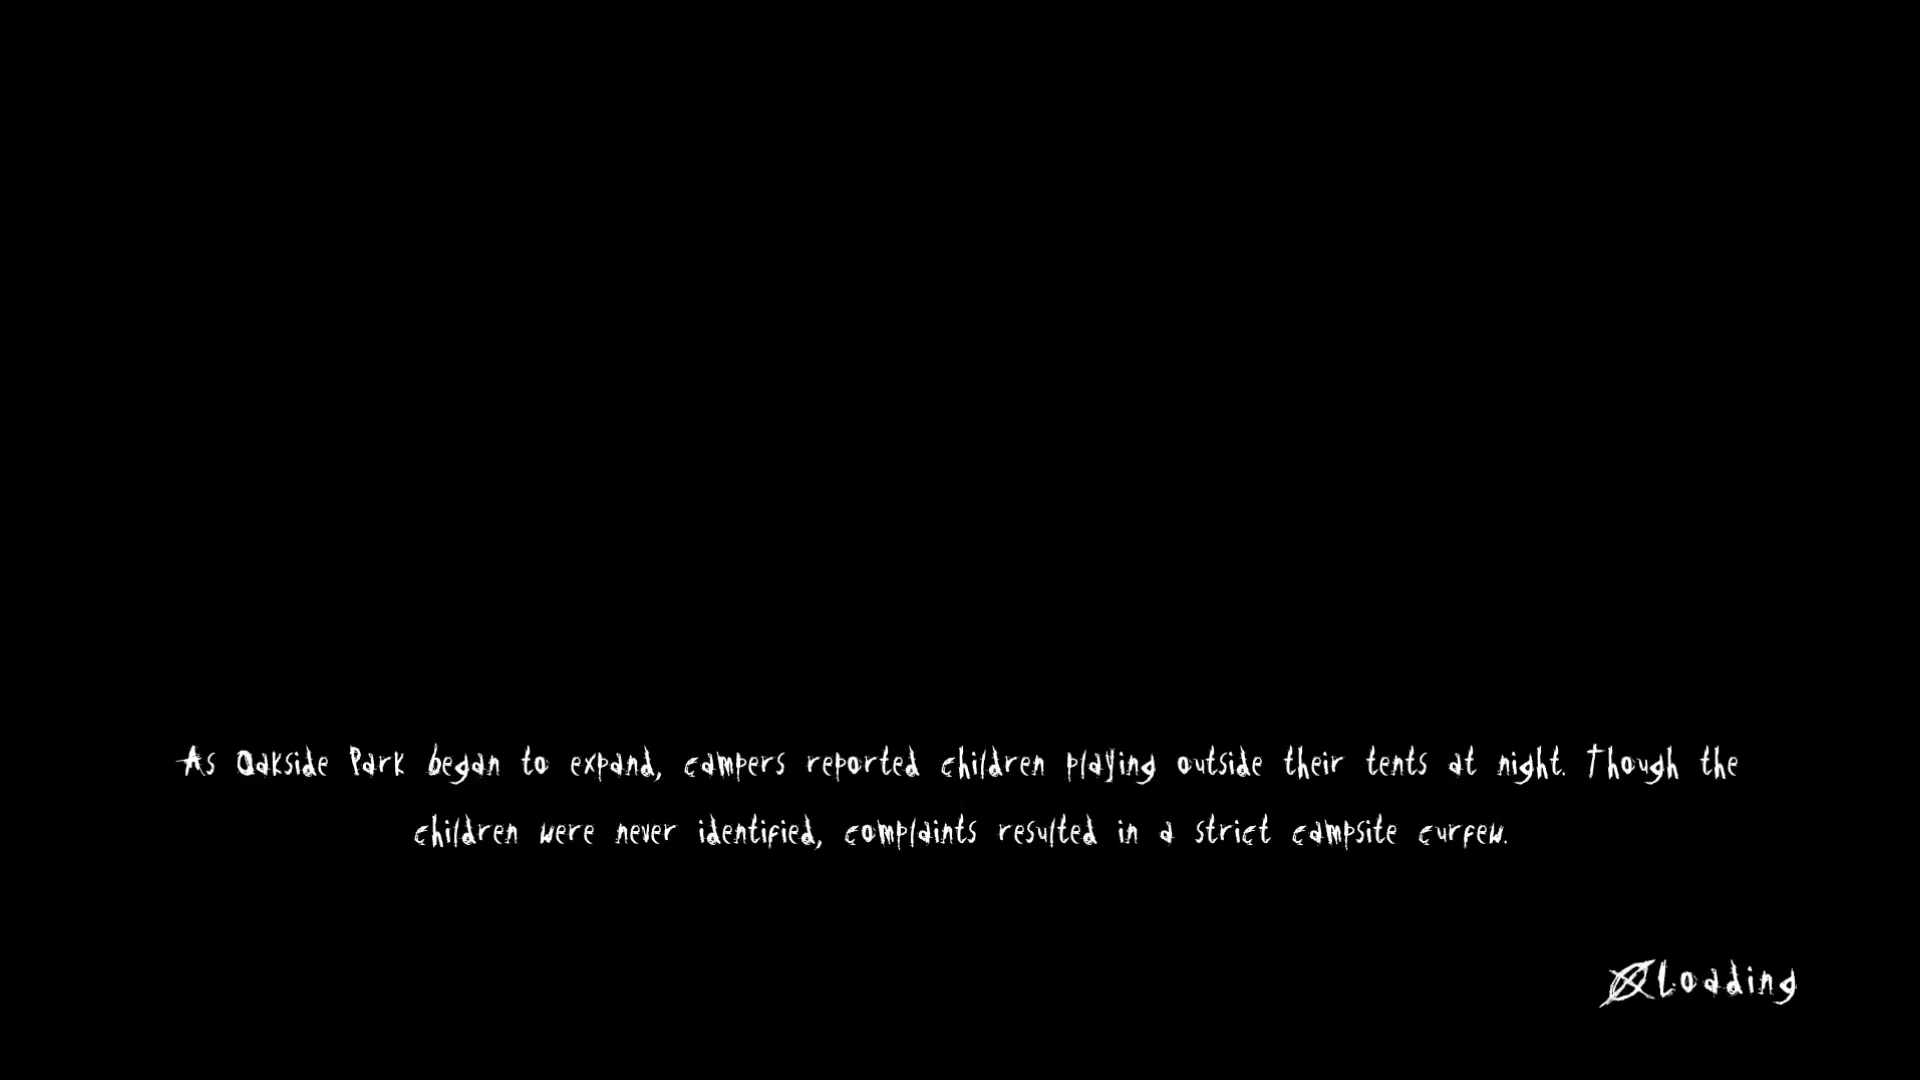 As Oakside Park began to expand, campers reported children playing outside their tents at night. Though the
children were never identified, complaints resulted in a strict campsite curfew.
Loading